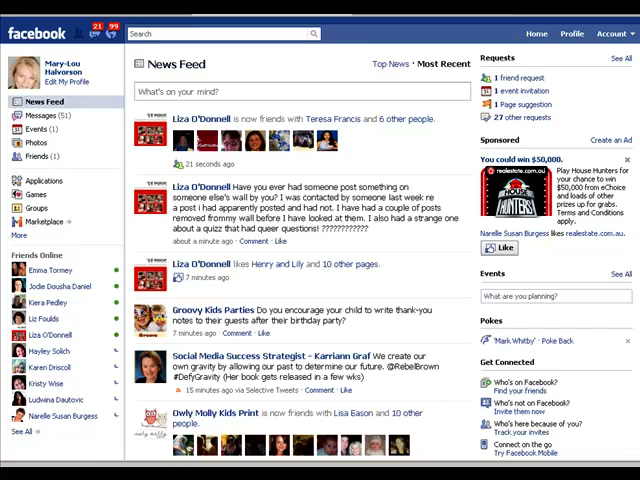 facebook
21
99
Search
Home
Profile
Account
Mary-Lou
Halvorson
Edit My Profile
News Feed
Messages (51)
Events (1)
Photos
Friends (1)
Applications
Games
Groups
Marketplace
More
Friends Online
Emma Tormey
Jodie Dousha Daniel
Kiera Pedley
Liz Foulds
Liza O'Donnell
Hayley Solich
Karen Driscoll
Kristy Wise
Ludwina Dautovic
Narelle Susan Burgess
See All
News Feed
Top News · Most Recent
What's on your mind?
Liza O'Donnell is now friends with Teresa Francis and 6 other people.
21 seconds ago
Liza O'Donnell Have you ever had someone post something on
someone else's wall by you? I was contacted by someone last week re
a post i had apparently posted and had not. I have had a couple of posts
removed frommy wall before I have looked at them. I also had a strange one
about a quizz that had queer questions! ????????????
about a minute ago · Comment · Like
Liza O'Donnell likes Henry and Lily and 10 other pages.
7 minutes ago
Groovy Kids Parties Do you encourage your child to write thank-you
notes to their guests after their birthday party?
7 minutes ago · Comment · Like
Social Media Success Strategist - Karriann Graf We create our
own gravity by allowing our past to determine our future. @RebelBrown
#DefyGravity (Her book gets released in a few wks)
15 minutes ago via Selective Tweets · Comment · Like
Owly Molly Kids Print is now friends with Lisa Eason and 10 other
people.
Requests
See All
1 friend request
1 event invitation
1 Page suggestion
27 other requests
Sponsored
Create an Ad
You could win $50,000.
realestate.com.au
HOUSE
HUNTERS
Play House Hunters for
your chance to win
$50,000 from eChoice
and loads of other
prizes up for grabs.
Terms and Conditions
apply.
Narelle Susan Burgess likes realestate.com.au.
Like
Events
See All
What are you planning?
Pokes
'Mark Whitby' · Poke Back
Get Connected
Who's on Facebook?
Find your friends
Who's not on Facebook?
Invite them now
Who's here because of you?
Track your invites
Connect on the go
Try Facebook Mobile